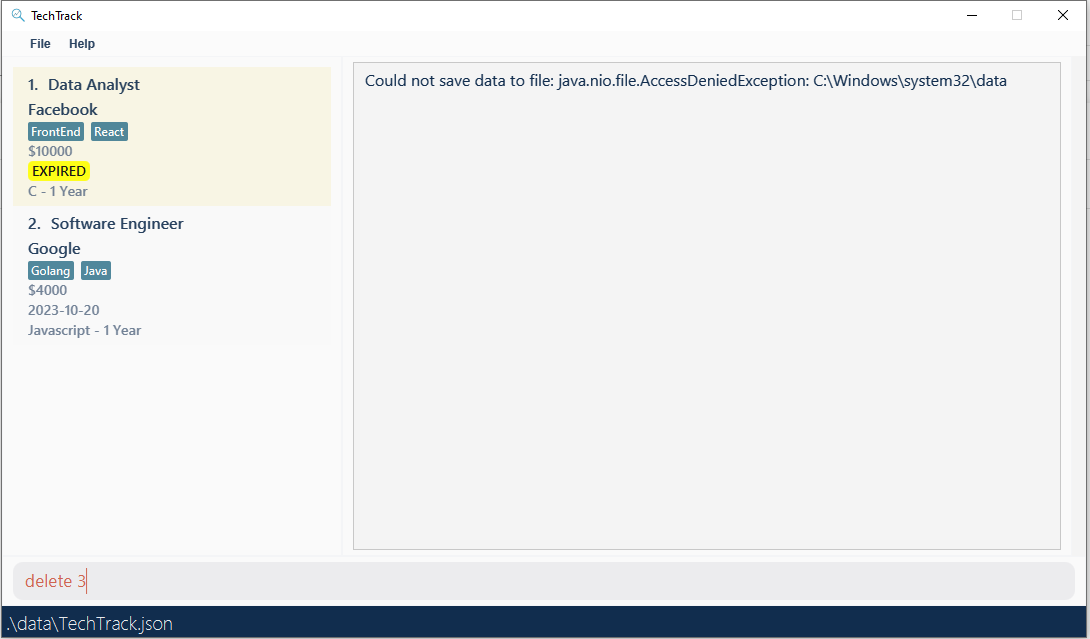 TechTrack
File Help
1. Data Analyst
Facebook
FrontEnd React
$10000
EXPIRED
C - 1 Year
2. Software Engineer
Google
Golang Java
$4000
2023-10-20
Javascript - 1 Year
Could not save data to file: java.nio.file.AccessDeniedException: C:\Windows\system32\data
delete 3
.\data\TechTrack.json